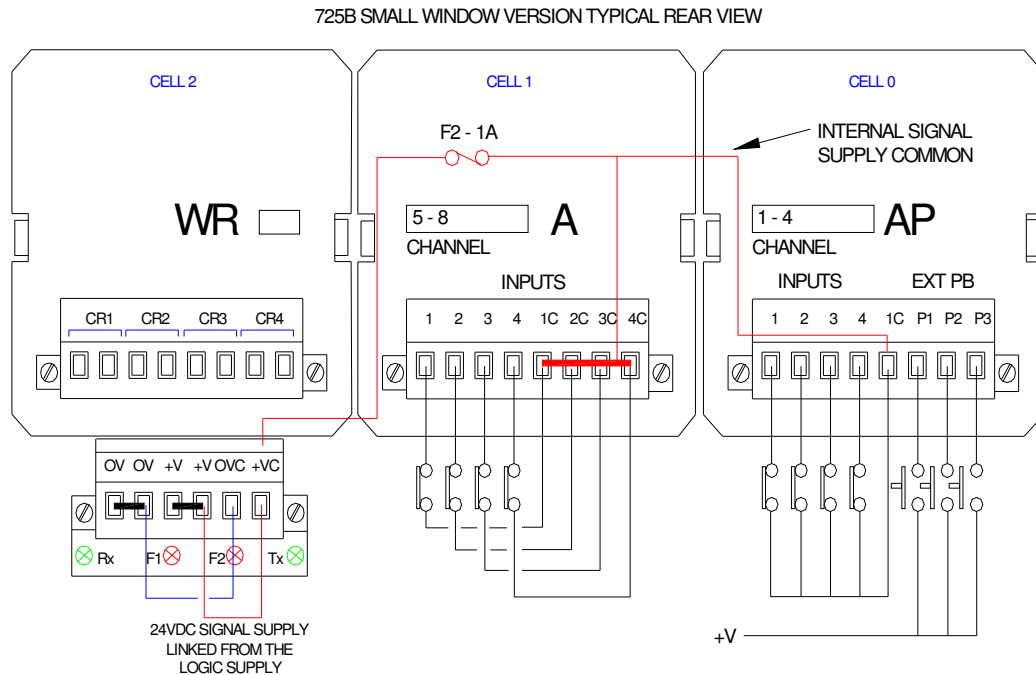 725B SMALL WINDOW VERSION TYPICAL REAR VIEW
CELL 2
CELL 1
CELL 0
F2 - 1A
INTERNAL SIGNAL
SUPPLY COMMON
WR
5 - 8
A
CHANNEL
1 - 4
AP
CHANNEL
INPUTS
INPUTS
EXT PB
CR1 CR2 CR3 CR4
1 2 3 4 1C 2C 3C 4C
1 2 3 4 1C P1 P2 P3
OV OV +V +V OVC +VC
Rx F1 F2 Tx
24VDC SIGNAL SUPPLY
LINKED FROM THE
LOGIC SUPPLY
+V